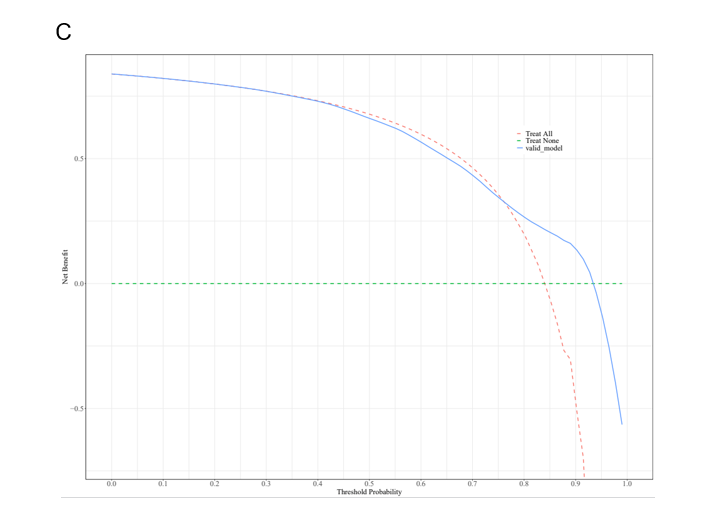 C
Treat All
Treat None
valid_model
Net Benefit
0.5
0.0
−0.5
0.0 0.1 0.2 0.3 0.4 0.5 0.6 0.7 0.8 0.9 1.0
Threshold Probability